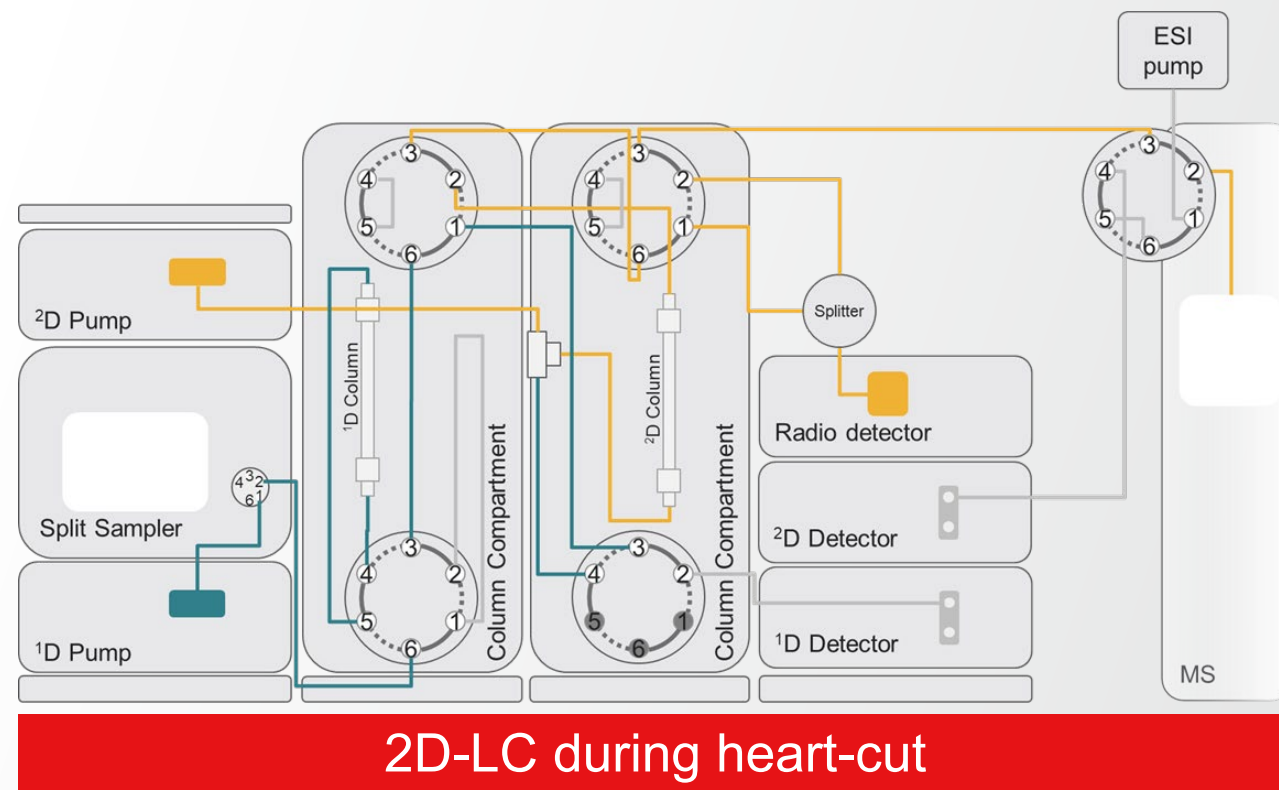 ESI
pump
3
2
1
6
5
4
3
2
1
6
5
4
3
2
1
6
5
4
²D Pump
Splitter
¹D Column
²D Column
Column Compartment
Column Compartment
Radio detector
4 3 2
6 1
Split Sampler
²D Detector
3
2
1
6
5
4
3
2
1
6
5
4
¹D Pump
¹D Detector
MS
2D-LC during heart-cut